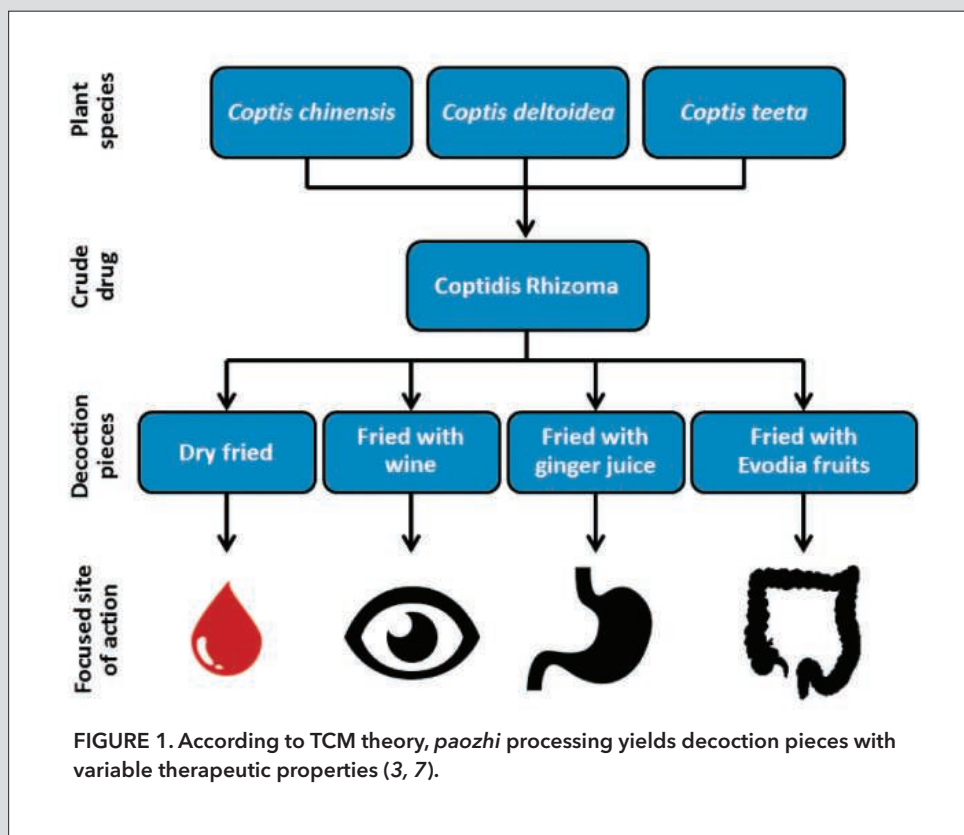 Plant
species
Coptis chinensis
Coptis deltoidea
Coptis teeta
Crude
drug
Coptidis Rhizoma
Decoction
pieces
Dry fried
Fried with
wine
Fried with
ginger juice
Fried with
Evodia fruits
Focused site
of action
FIGURE 1. According to TCM theory, paozhi processing yields decoction pieces with
variable therapeutic properties (3, 7).